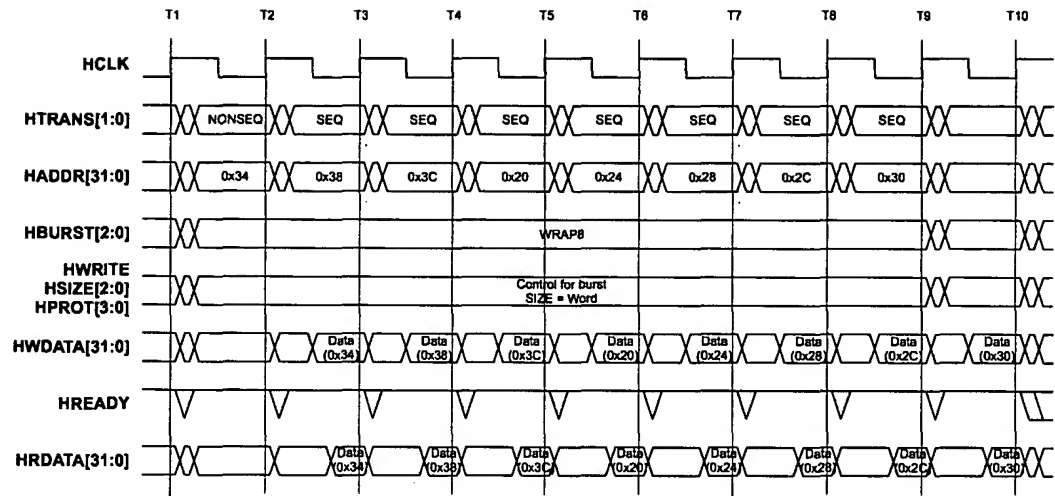 T1 T2 T3 T4 T5 T6 T7 T8 T9 T10
HCLK
HTRANS[1:0] NONSEQ SEQ SEQ SEQ SEQ SEQ SEQ SEQ
HADDR[31:0] 0x34 0x38 0x3C 0x20 0x24 0x28 0x2C 0x30
HBURST[2:0] WRAP8
HWRITE
HSIZE[2:0] Control for burst
HPROT[3:0] SIZE = Word
HWDATA[31:0] Data Data Data Data Data Data Data Data
(0x34) (0x38) (0x3C) (0x20) (0x24) (0x28) (0x2C) (0x30)
HREADY
HRDATA[31:0] Data Data Data Data Data Data Data Data
(0x34) (0x38) (0x3C) (0x20) (0x24) (0x28) (0x2C) (0x30)